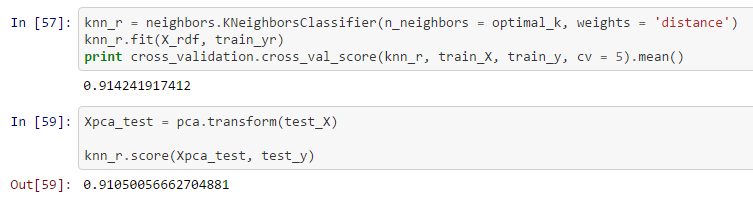 In [57]: knn_r = neighbors.KNeighborsClassifier(n_neighbors = optimal_k, weights = 'distance')
knn_r.fit(X_rdf, train_yr)
print cross_validation.cross_val_score(knn_r, train_X, train_y, cv = 5).mean()
0.914241917412
In [59]: Xpca_test = pca.transform(test_X)
knn_r.score(Xpca_test, test_y)
Out[59]: 0.91050056662704881